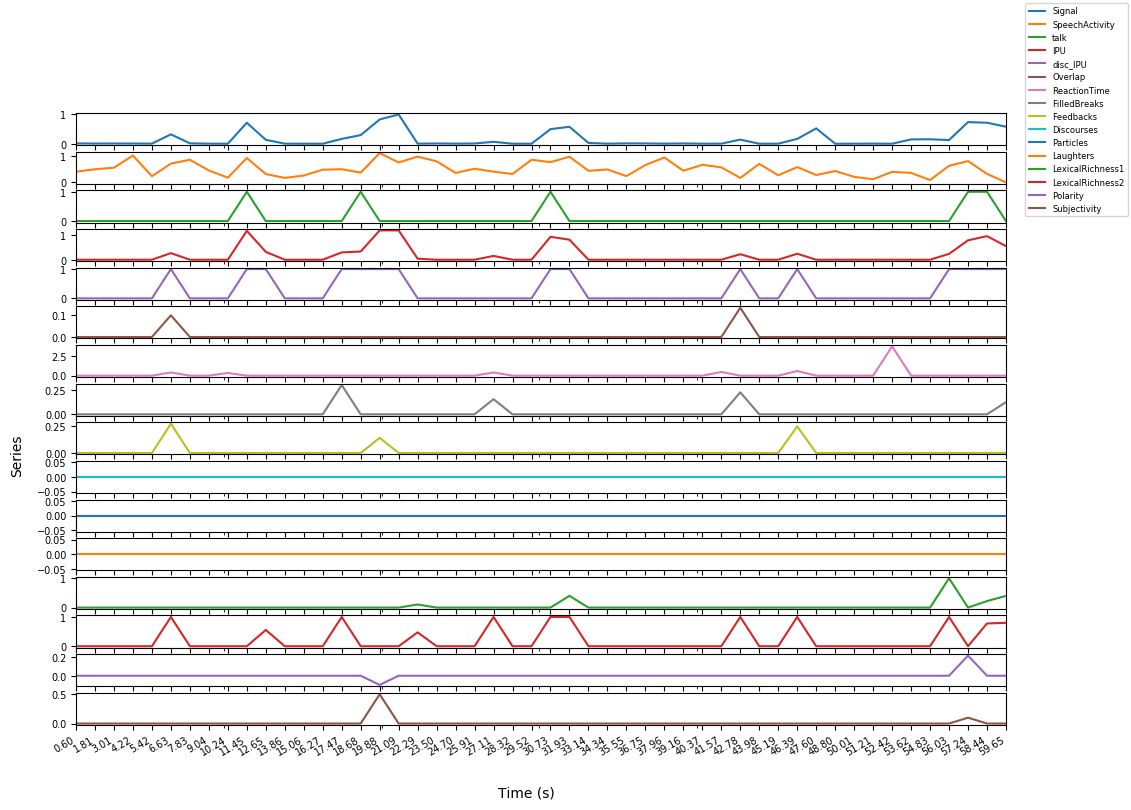 Signal
SpeechActivity
talk
IPU
disc_IPU
Overlap
ReactionTime
FilledBreaks
Feedbacks
Discourses
Particles
Laughters
LexicalRichness1
LexicalRichness2
Polarity
Subjectivity
1
0
1
0
1
0
1
0
1
0
0.1
0.0
2.5
0.0
0.25
0.00
0.25
0.00
0.05
0.00
−0.05
0.05
0.00
−0.05
0.05
0.00
−0.05
1
0
1
0
0.2
0.0
0.5
0.0
Series
0.60 1.81 3.01 4.22 5.42 6.63 7.83 9.04 10.24 11.45 12.65 13.86 15.06 16.27 17.47 18.68 19.88 21.09 22.29 23.50 24.70 25.91 27.11 28.32 29.52 30.73 31.93 33.14 34.34 35.55 36.75 37.96 39.16 40.37 41.57 42.78 43.98 45.19 46.39 47.60 48.80 50.01 51.21 52.42 53.62 54.83 56.03 57.24 58.44 59.65
Time (s)